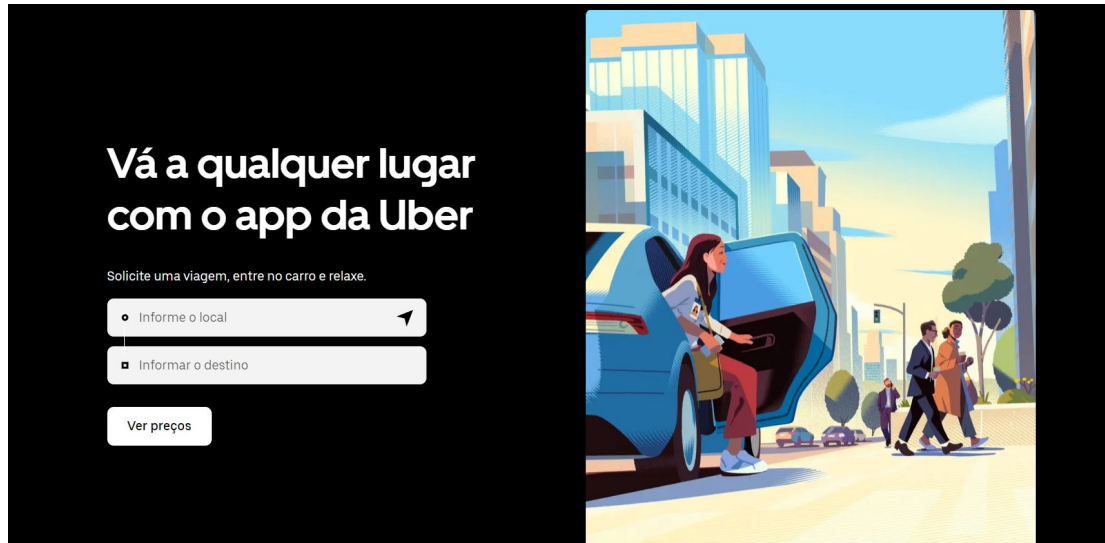 Vá a qualquer lugar
com o app da Uber
Solicite uma viagem, entre no carro e relaxe.
Informe o local
Informar o destino
Ver preços